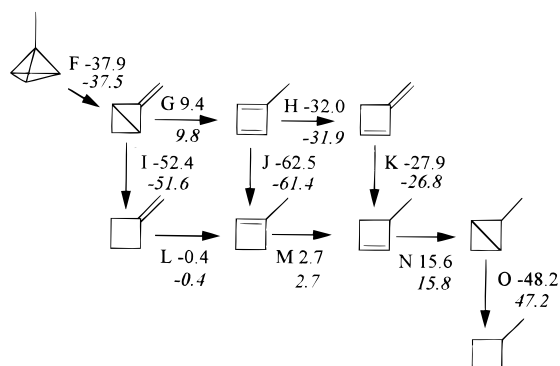 F -37.9
-37.5
G 9.4
9.8
H -32.0
-31.9
I -52.4
-51.6
J -62.5
-61.4
K -27.9
-26.8
L -0.4
-0.4
M 2.7
2.7
N 15.6
15.8
O -48.2
47.2